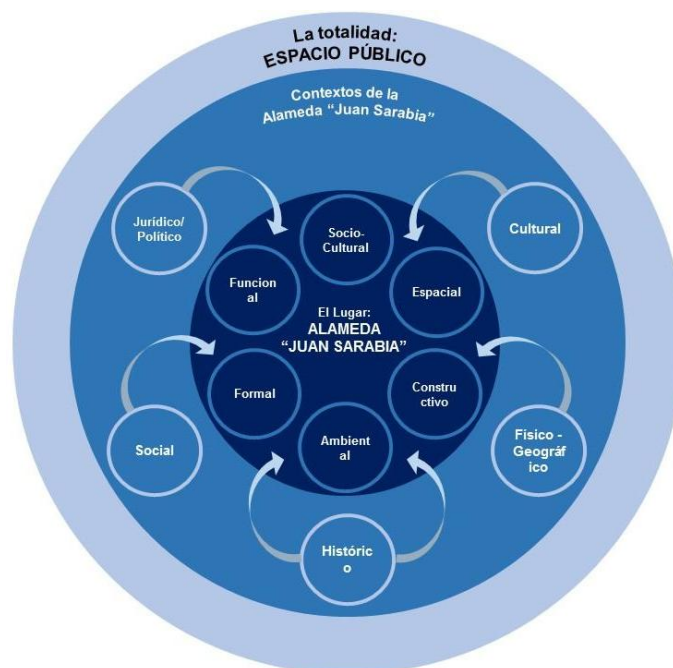 La totalidad:
ESPACIO PÚBLICO
Contextos de la
Alameda “Juan Sarabia”
Jurídico/
Político
Socio-
Cultural
Cultural
Funcion
al
Espacial
El Lugar:
ALAMEDA
“JUAN SARABIA”
Formal
Constru
ctivo
Social
Ambient
al
Físico -
Geográf
ico
Históric
o